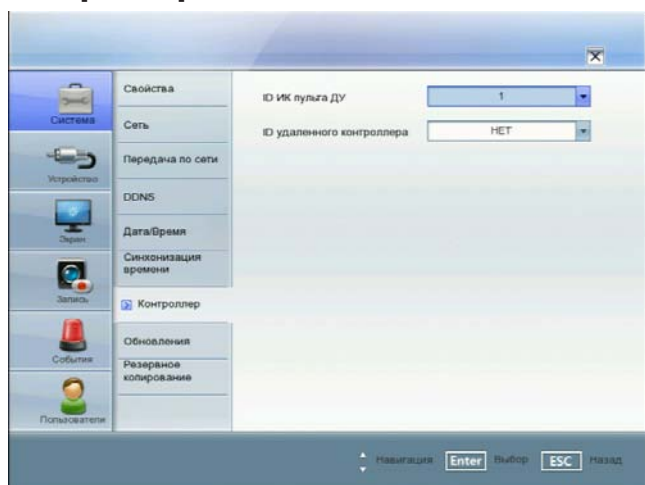 Система
Устройство
Экран
Запись
События
Пользователи
Свойства
Сеть
Передача по сети
DDNS
Дата/Время
Синхонизация
времени
Контроллер
Обновления
Резервное
копирование
ID ИК пульта ДУ
1
ID удаленного контроллера
НЕТ
Навигация Enter Выбор ESC Назад